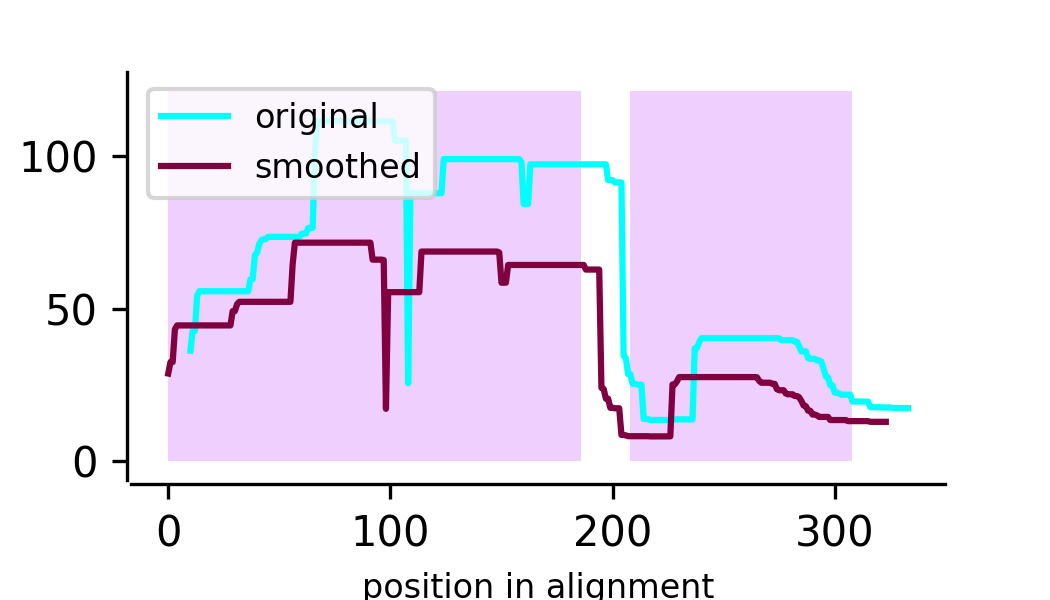 original
smoothed
100
50
0
0 100 200 300
position in alignment